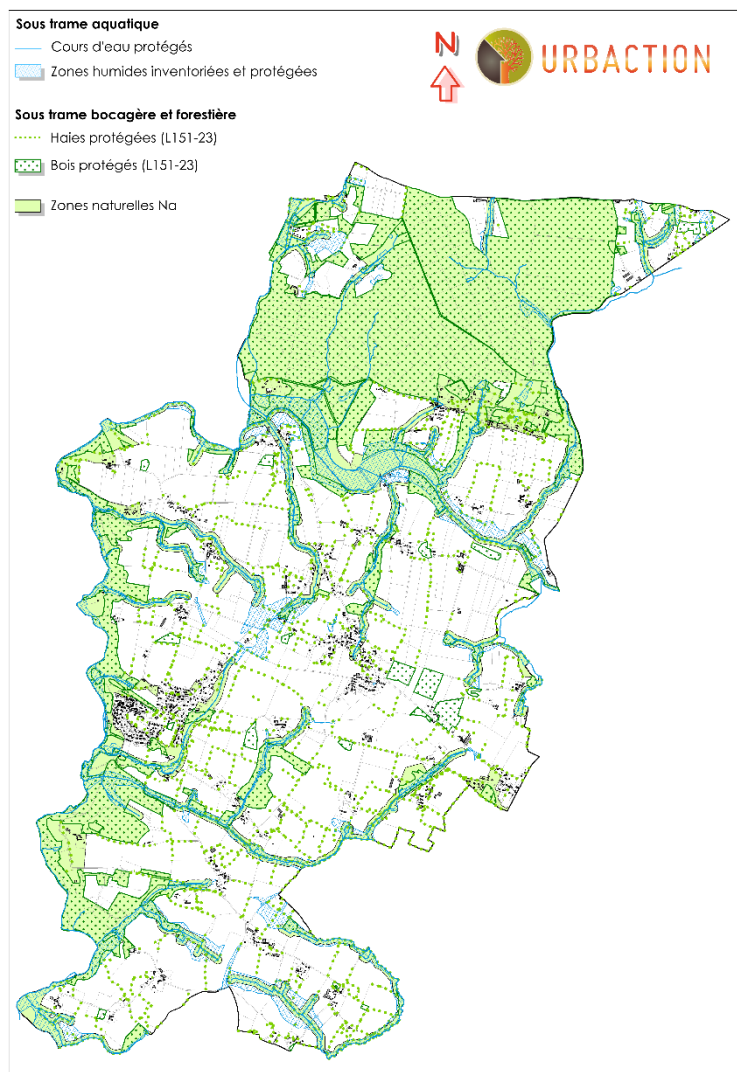 Sous trame aquatique
Cours d'eau protégés
Zones humides inventoriées et protégées
N
URBACTION
Sous trame bocagère et forestière
Haies protégées (L151-23)
Bois protégés (L151-23)
Zones naturelles Na